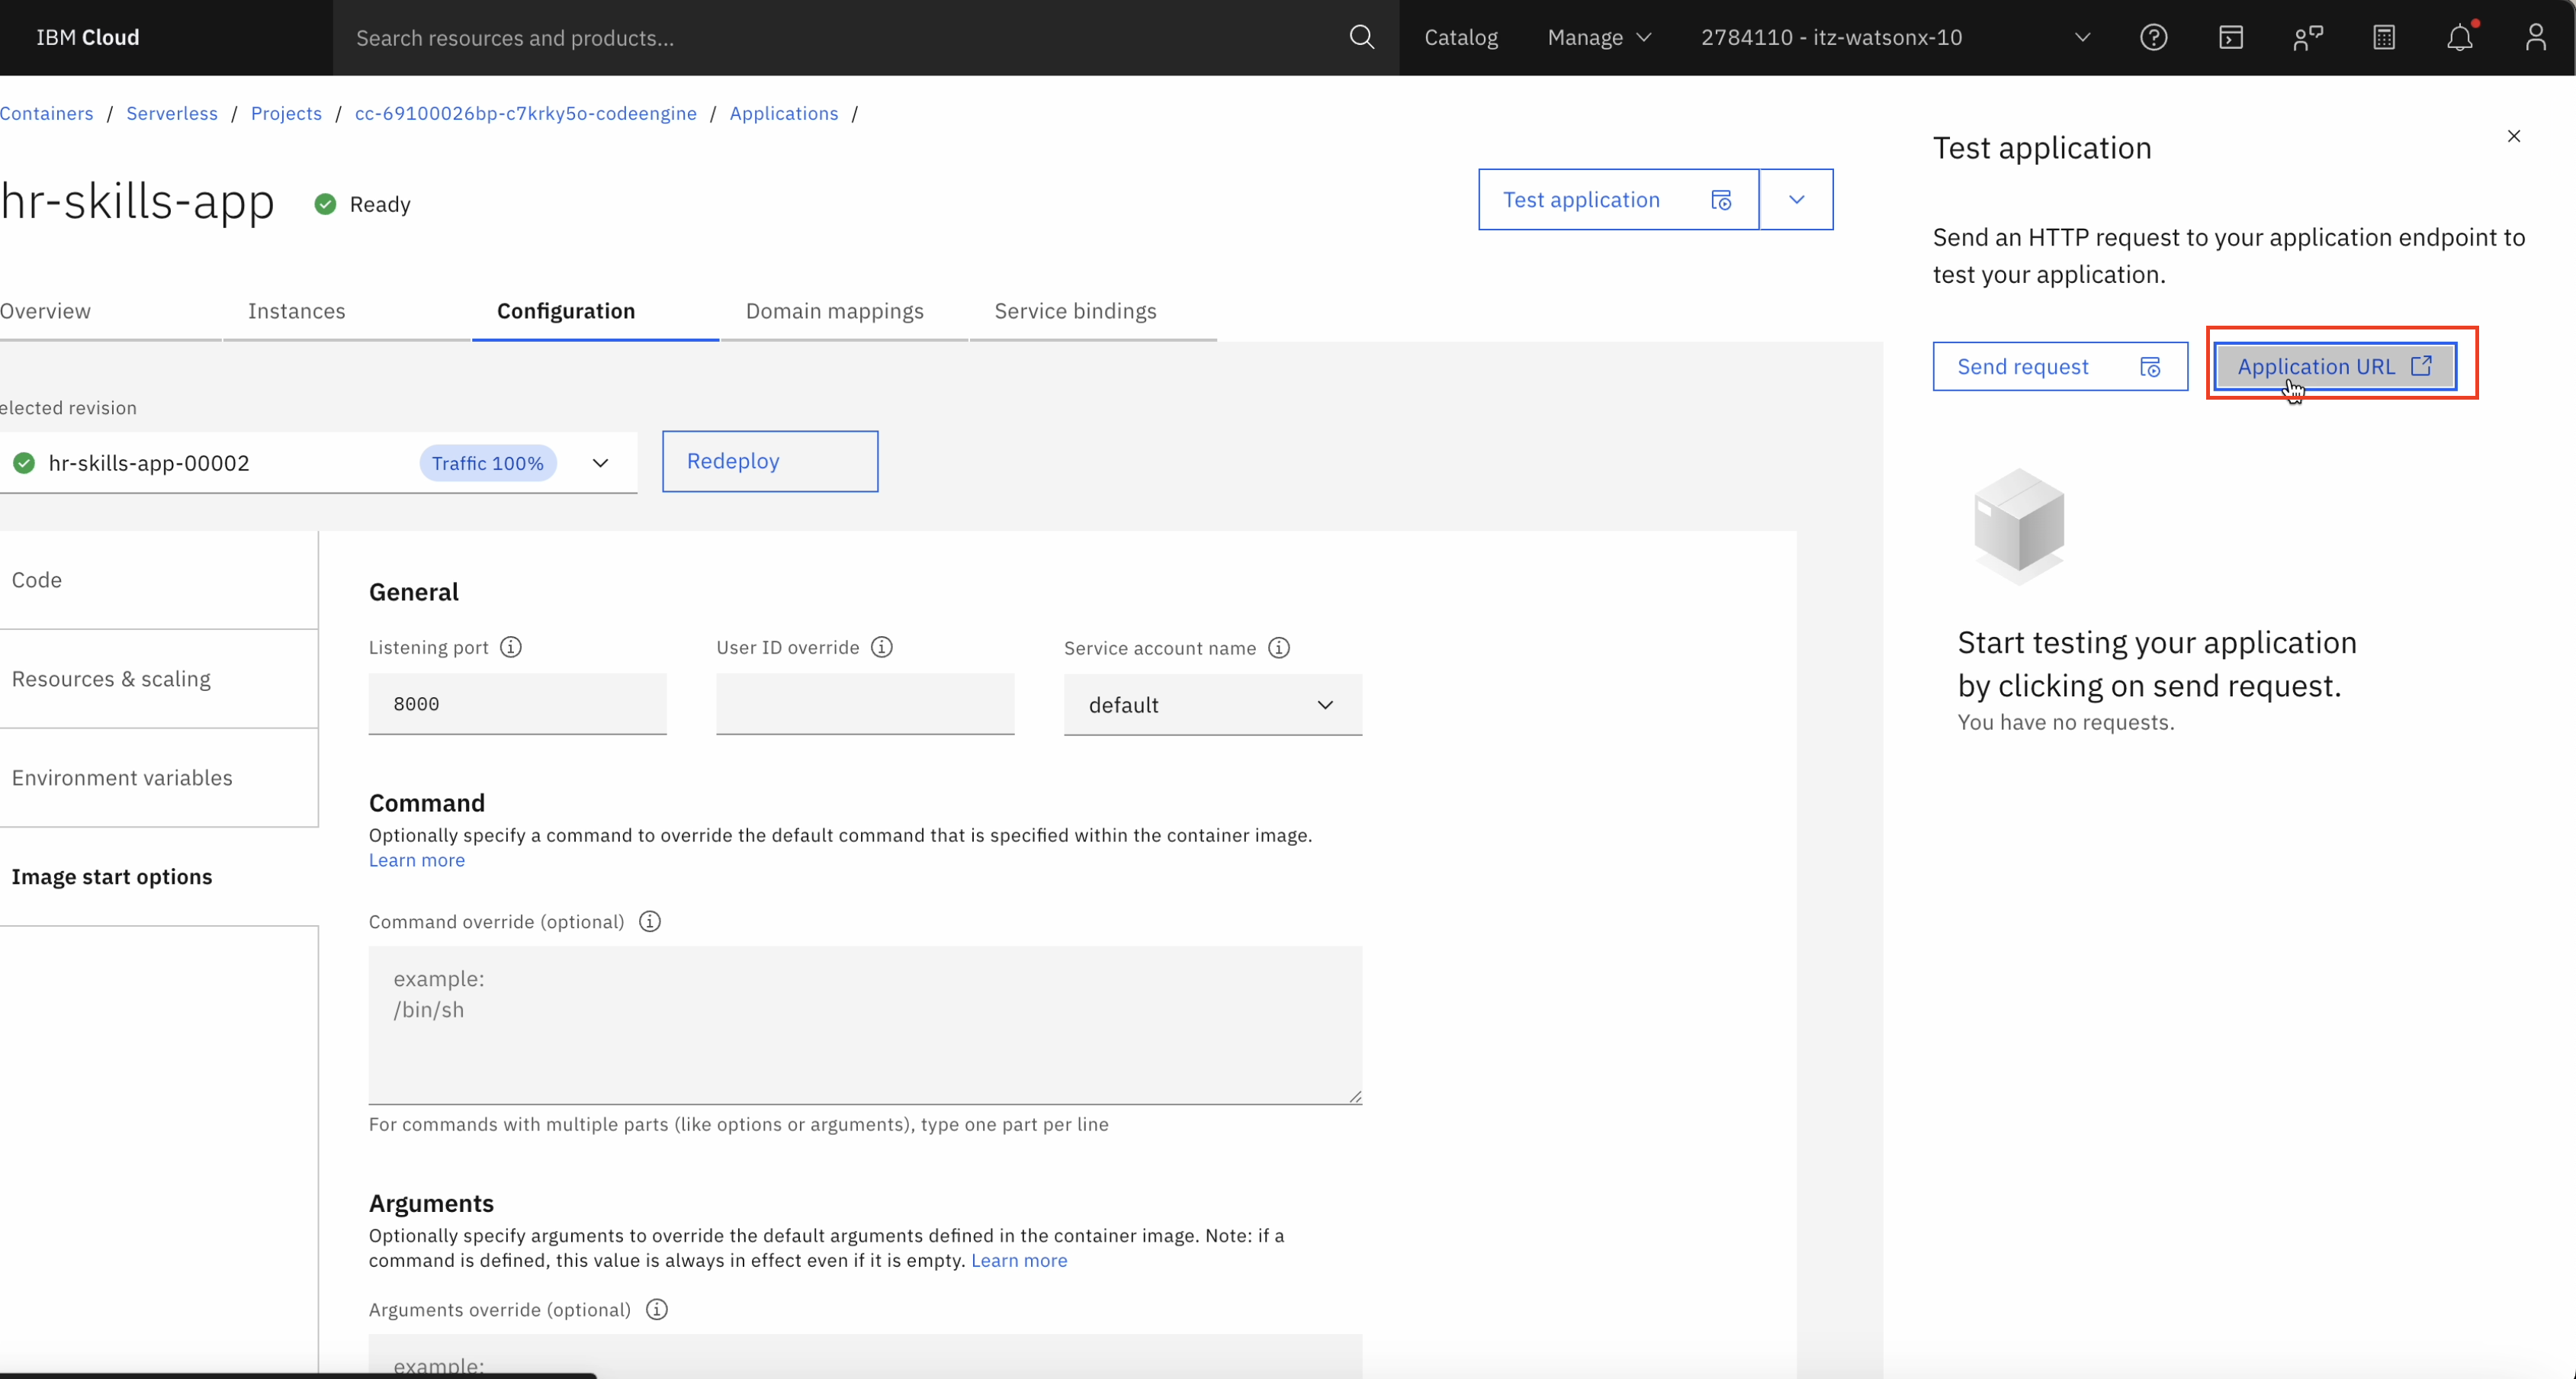 IBM Cloud
Search resources and products...
Catalog
Manage
2784110 - itz-watsonx-10
Containers / Serverless / Projects / cc-69100026bp-c7krky5o-codeengine / Applications /
hr-skills-app
Ready
Test application
Overview
Instances
Configuration
Domain mappings
Service bindings
elected revision
hr-skills-app-00002
Traffic 100%
Redeploy
Code
Resources & scaling
Environment variables
Image start options
General
Listening port
User ID override
Service account name
8000
default
Command
Optionally specify a command to override the default command that is specified within the container image.
Learn more
Command override (optional)
example:
/bin/sh
For commands with multiple parts (like options or arguments), type one part per line
Arguments
Optionally specify arguments to override the default arguments defined in the container image. Note: if a
command is defined, this value is always in effect even if it is empty. Learn more
Arguments override (optional)
example:
Test application
Send an HTTP request to your application endpoint to
test your application.
Send request
Application URL
Start testing your application
by clicking on send request.
You have no requests.